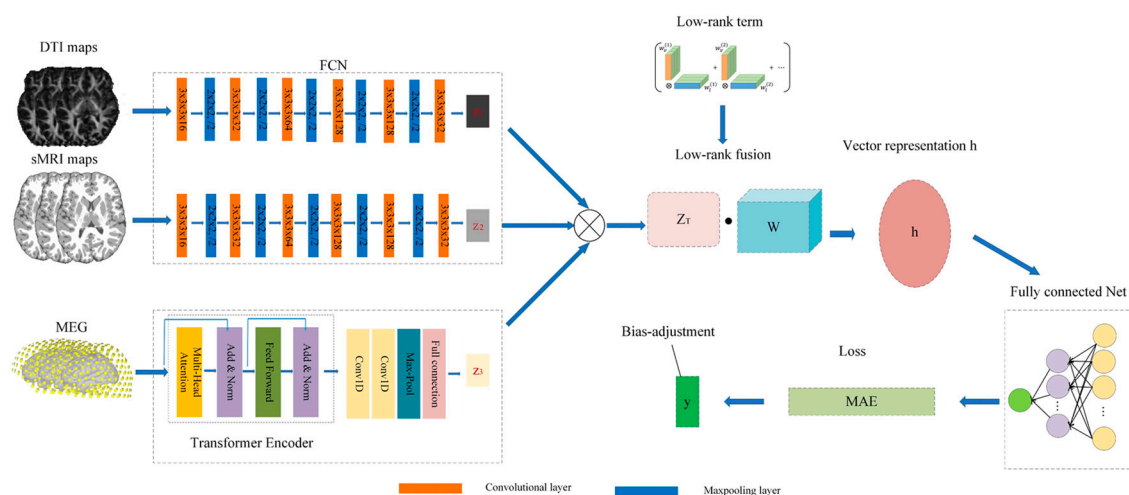 DTI maps
FCN
3x3x3x16
2x2x2,/2
3x3x3x32
2x2x2,/2
3x3x3x64
2x2x2,/2
3x3x3x128
2x2x2,/2
3x3x3x128
2x2x2,/2
3x3x3x32
sMRI maps
3x3x3x16
2x2x2,/2
3x3x3x32
2x2x2,/2
3x3x3x64
2x2x2,/2
3x3x3x128
2x2x2,/2
3x3x3x128
2x2x2,/2
3x3x3x32
Z2
MEG
Multi-Head
Attention
Add & Norm
Feed Forward
Add & Norm
Conv1D
Conv1D
Max-Pool
Full connection
Z3
Transformer Encoder
Low-rank term
+ + ⋯
Low-rank fusion
ZT
W
Vector representation h
h
Fully connected Net
Loss
MAE
Bias-adjustment
y
Convolutional layer
Maxpooling layer